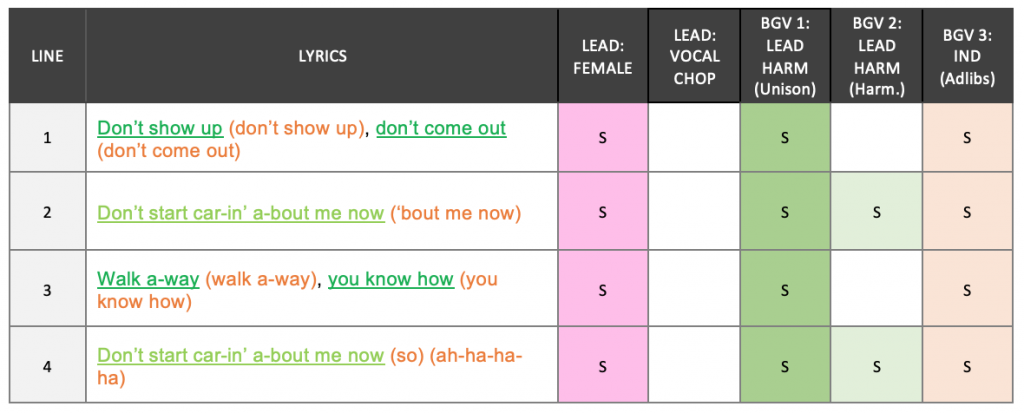 LINE
LYRICS
LEAD:
FEMALE
LEAD:
VOCAL
CHOP
BGV 1:
LEAD
HARM
(Unison)
BGV 2:
LEAD
HARM
(Harm.)
BGV 3:
IND
(Adlibs)
1
Don’t show up (don’t show up), don’t come out
(don’t come out)
S
S
S
2
Don’t start car-in’ a-bout me now (‘bout me now)
S
S
S
S
3
Walk a-way (walk a-way), you know how (you
know how)
S
S
S
4
Don’t start car-in’ a-bout me now (so) (ah-ha-ha-
ha)
S
S
S
S